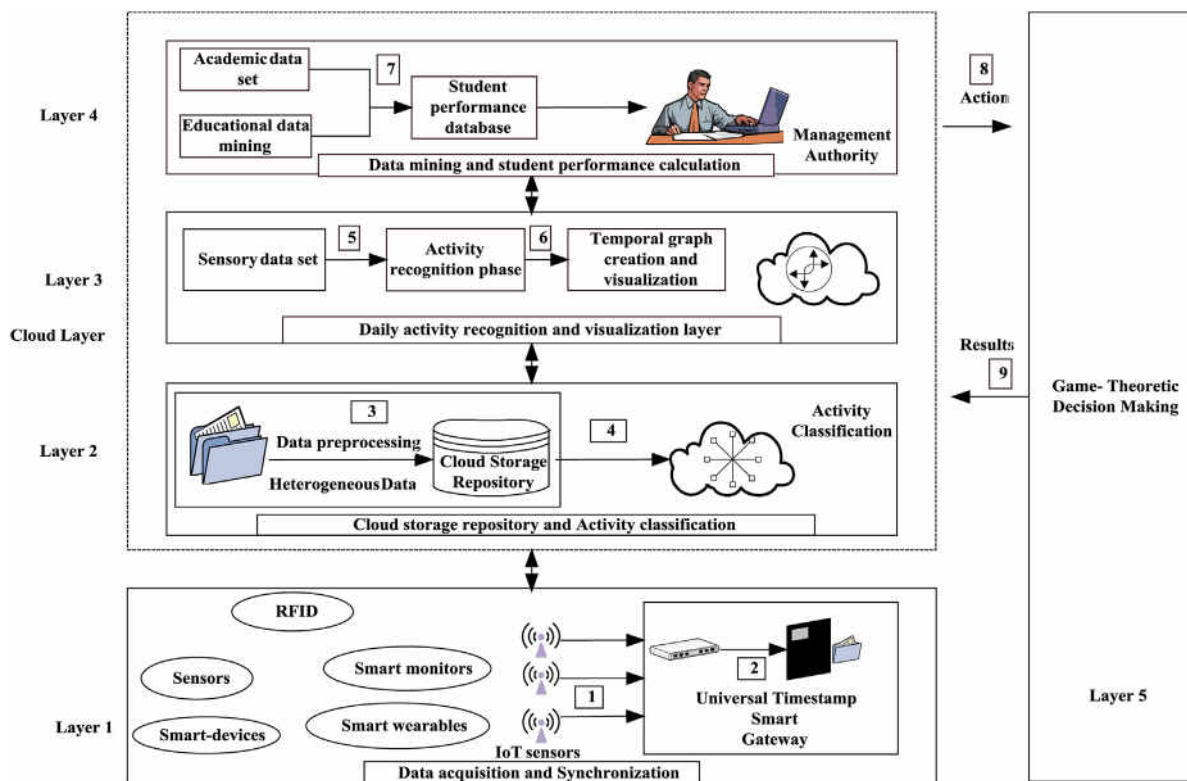 Layer 4
Academic data
set
Educational data
mining
7
Student
performance
database
Management
Authority
Data mining and student performance calculation
8
Action
Layer 3
Sensory data set
5
Activity
recognition phase
6
Temporal graph
creation and
visualization
Daily activity recognition and visualization layer
Cloud Layer
Results
9
Game- Theoretic
Decision Making
Layer 2
3
Data preprocessing
Heterogeneous Data
Cloud Storage
Repository
4
Activity
Classification
Cloud storage repository and Activity classification
Layer 1
RFID
Sensors
Smart monitors
Smart-devices
Smart wearables
IoT sensors
1
2
Universal Timestamp
Smart
Gateway
Data acquisition and Synchronization
Layer 5